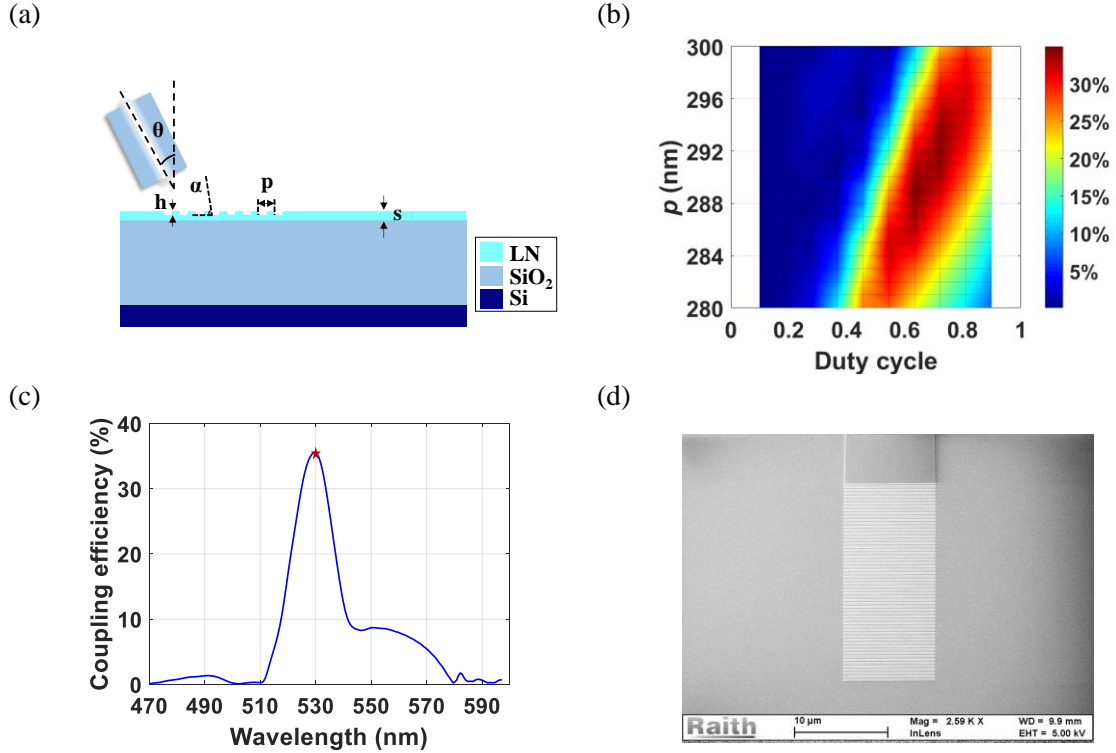 (a)
θ
α
p
h
s
LN
SiO₂
Si
(b)
300
296
292
288
284
280
p (nm)
0 0.2 0.4 0.6 0.8 1
Duty cycle
30%
25%
20%
15%
10%
5%
(c)
40
30
20
10
0
Coupling efficiency (%)
470 490 510 530 550 570 590
Wavelength (nm)
(d)
Raith
10 µm
Mag = 2.59 K X
WD = 9.9 mm
InLens
EHT = 5.00 kV